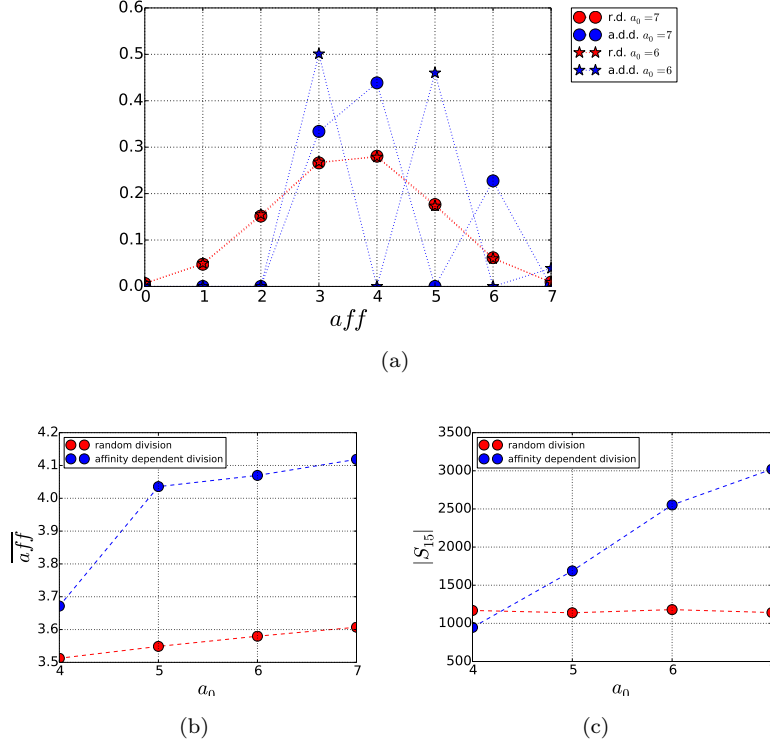 0.6
0.5
0.4
0.3
0.2
0.1
0.0
0 1 2 3 4 5 6 7
aff
r.d. a₀=7
a.d.d. a₀=7
r.d. a₀=6
a.d.d. a₀=6
(a)
4.2
4.1
4.0
3.9
3.8
3.7
3.6
3.5
4 5 6 7
aff
a₀
random division
affinity dependent division
(b)
3500
3000
2500
2000
1500
1000
500
4 5 6
|S₁₅|
a₀
random division
affinity dependent division
(c)